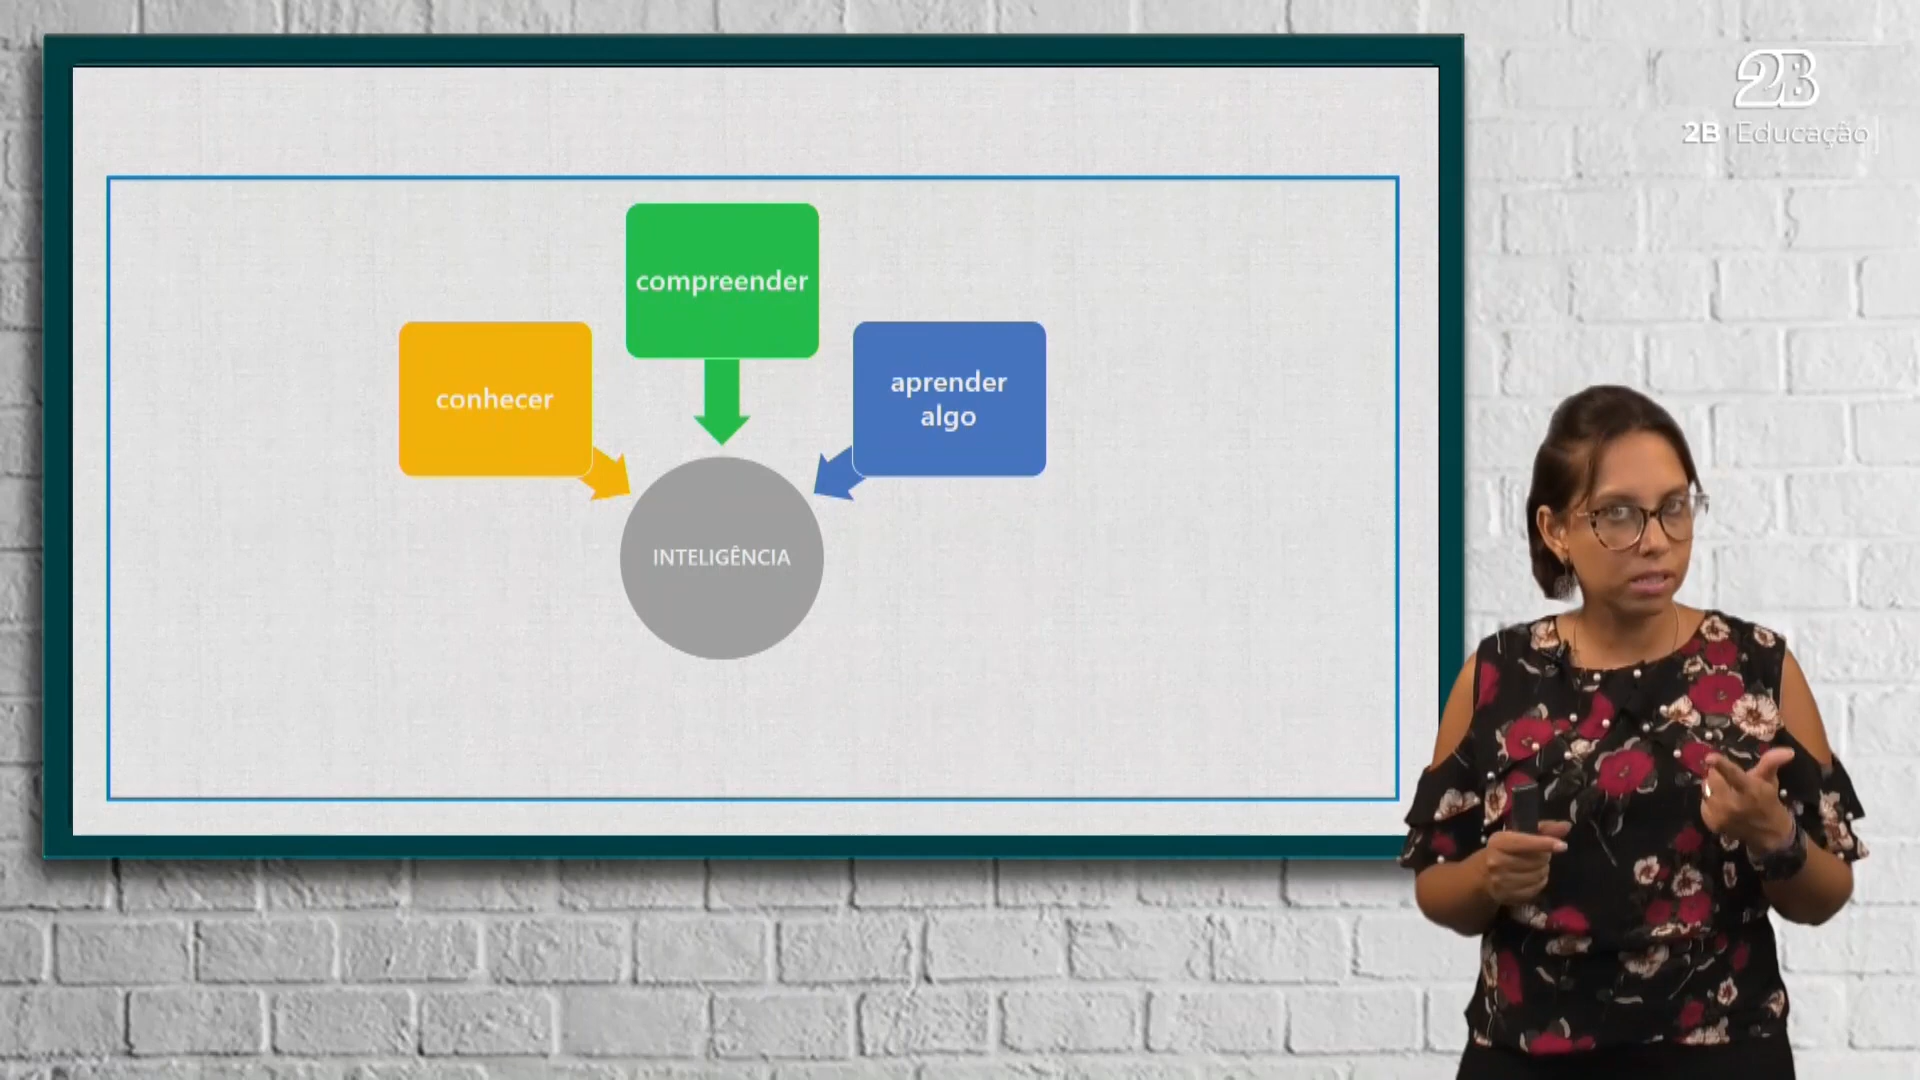 2B
2B Educação
compreender
conhecer
aprender
algo
INTELIGÊNCIA